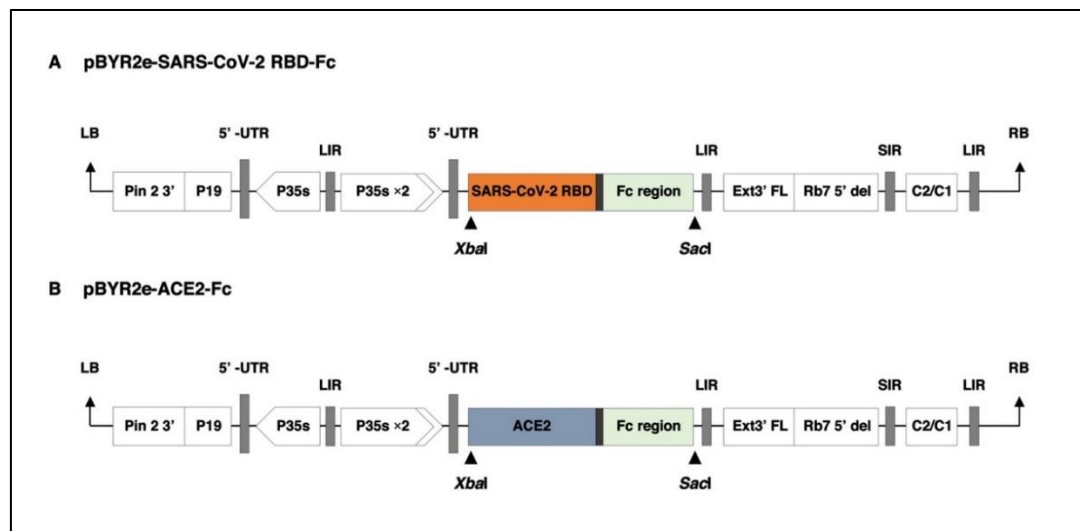 A pBYR2e-SARS-CoV-2 RBD-Fc
5’ -UTR 5’ -UTR
LB LIR LIR SIR LIR RB
Pin 2 3’ P19 P35s P35s ×2 SARS-CoV-2 RBD Fc region Ext3’ FL Rb7 5’ del C2/C1
XbaI SacI
B pBYR2e-ACE2-Fc
LB 5’ -UTR 5’ -UTR RB
LIR LIR SIR LIR
Pin 2 3’ P19 P35s P35s ×2 ACE2 Fc region Ext3’ FL Rb7 5’ del C2/C1
XbaI SacI